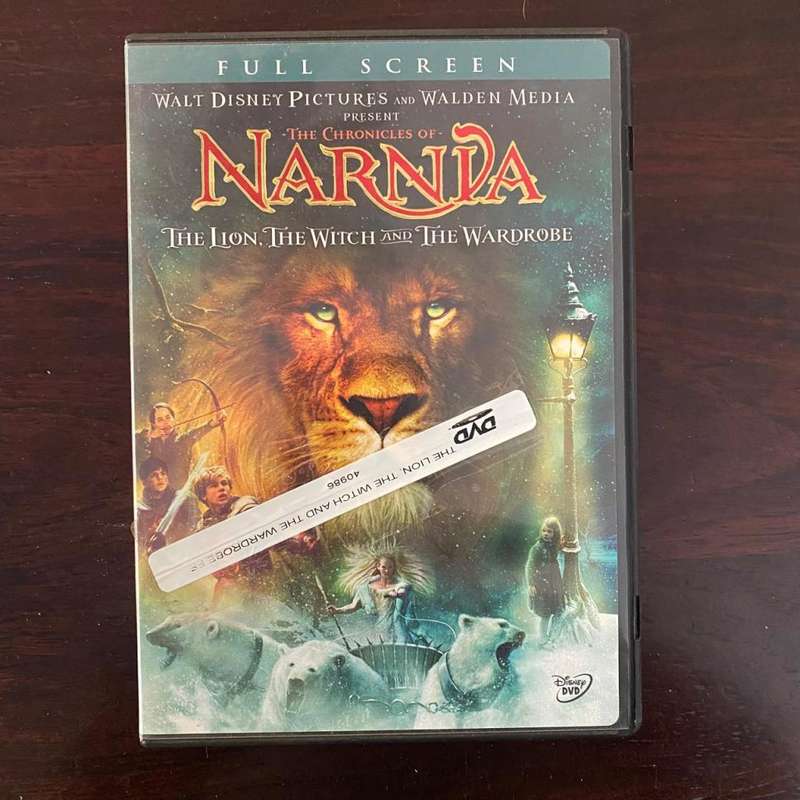 FULL SCREEN
WALT DISNEY PICTURES AND WALDEN MEDIA
PRESENT
THE CHRONICLES OF
NARNIA
THE LION, THE WITCH AND THE WARDROBE
DVD
THE LION, THE WITCH AND THE WARDROBE FS
40986
Disney
DVD